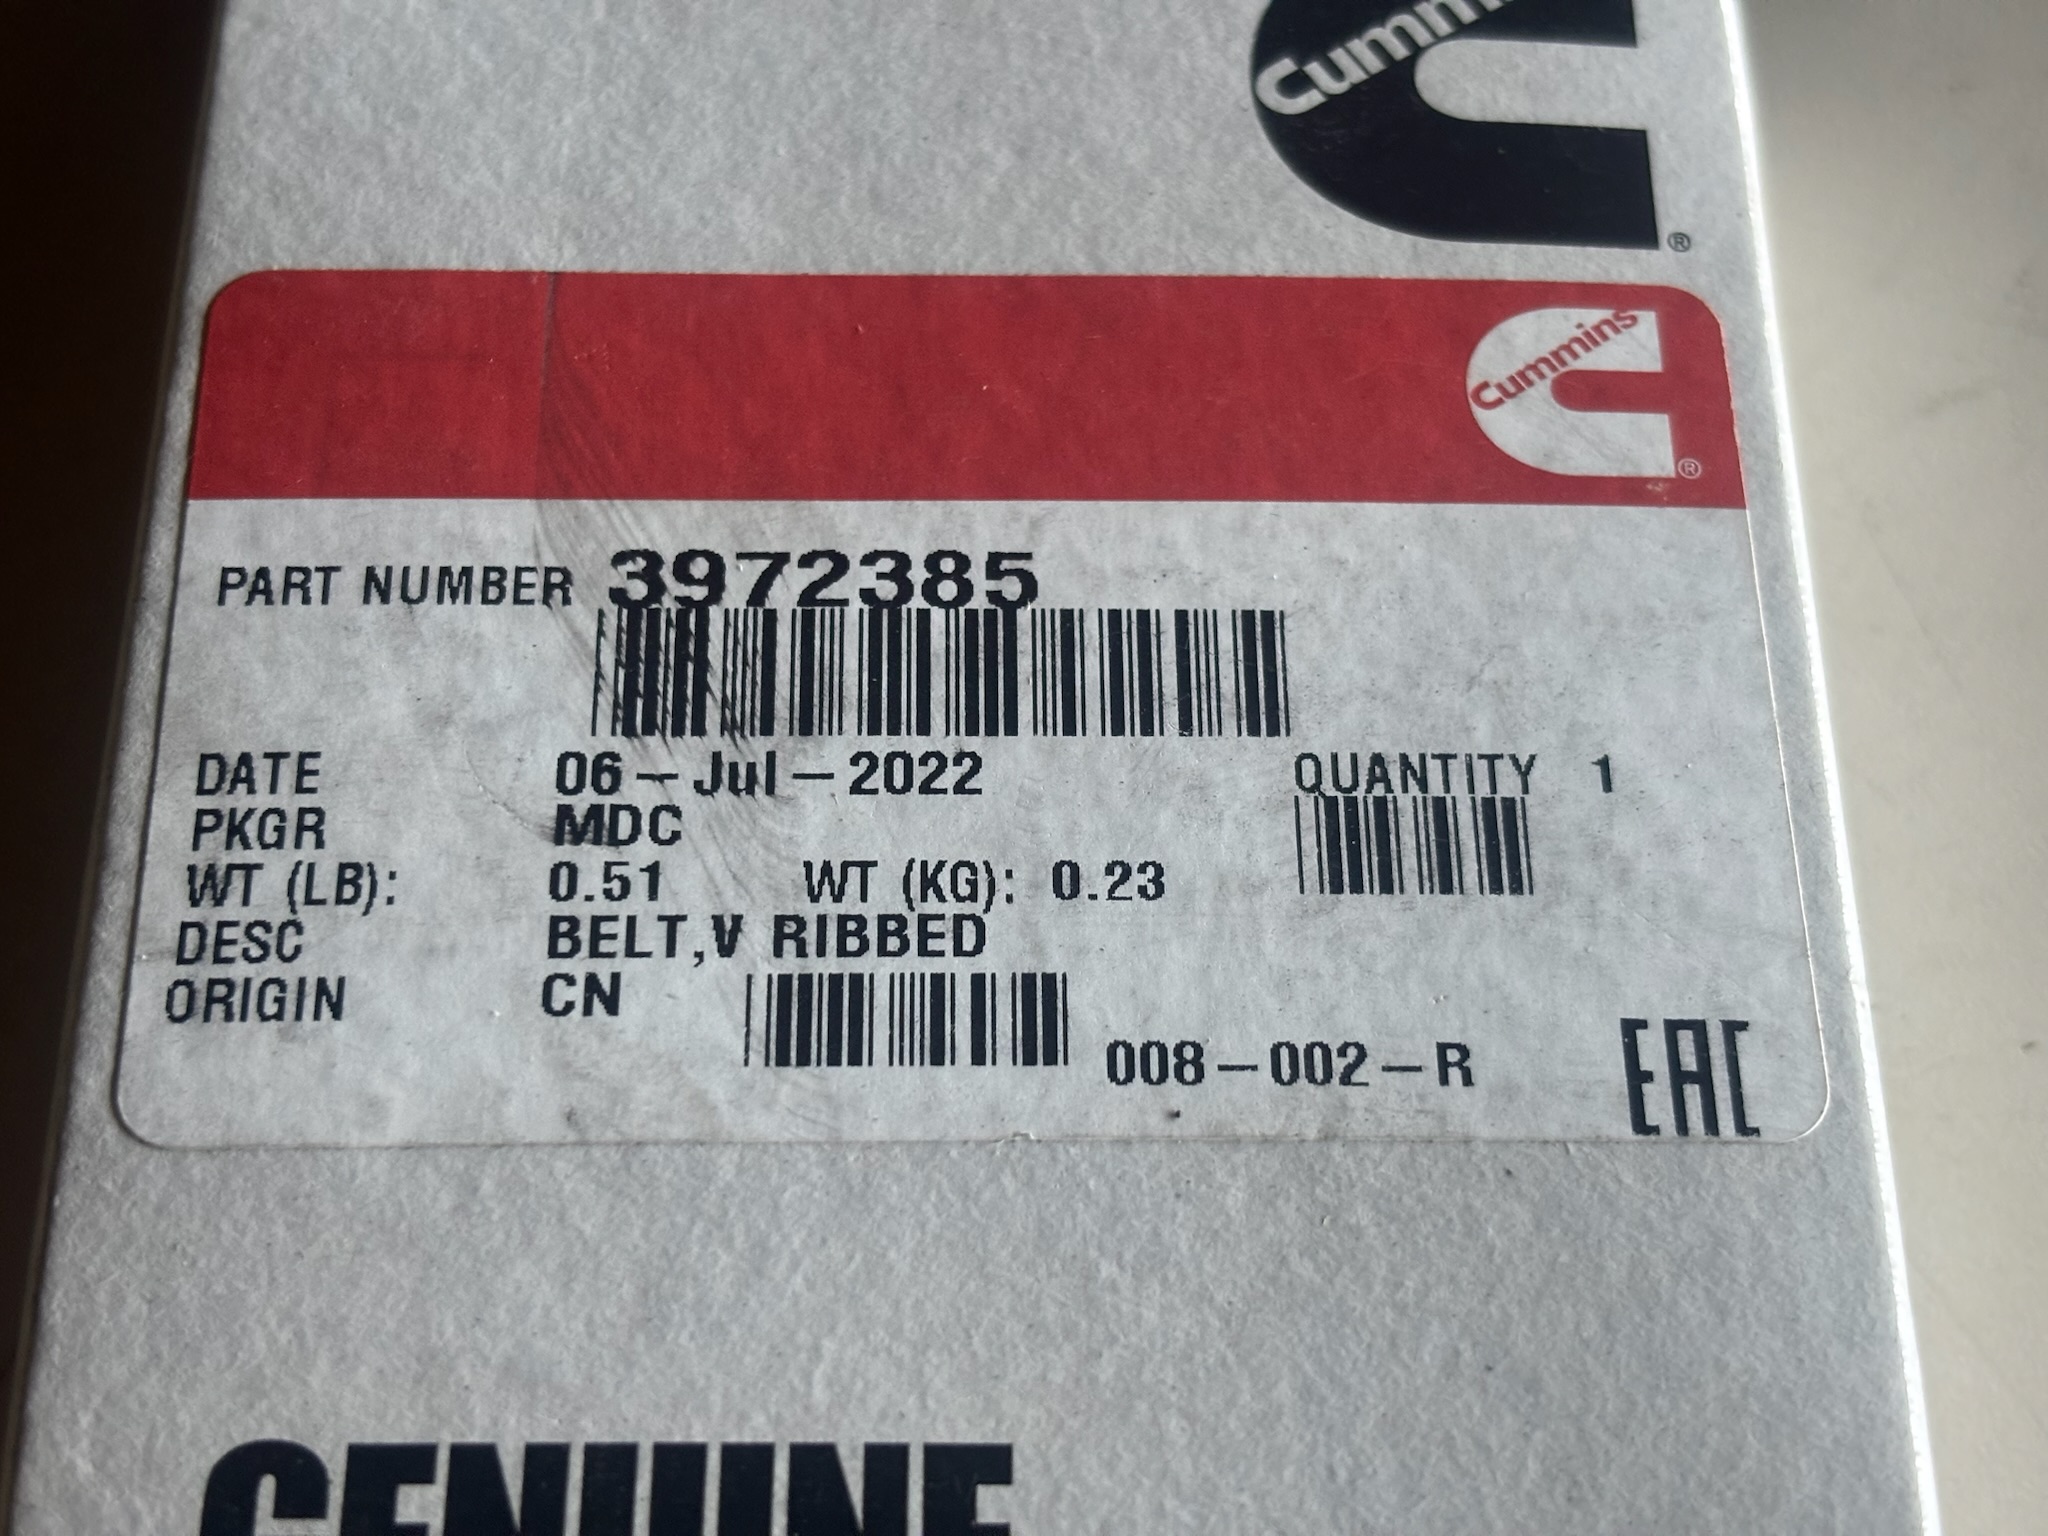 Cummins
®
Cummins
®
PART NUMBER 3972385
DATE 06-Jul-2022 QUANTITY 1
PKGR MDC
WT (LB): 0.51 WT (KG): 0.23
DESC BELT,V RIBBED
ORIGIN CN
008-002-R
EAC
GENUINE